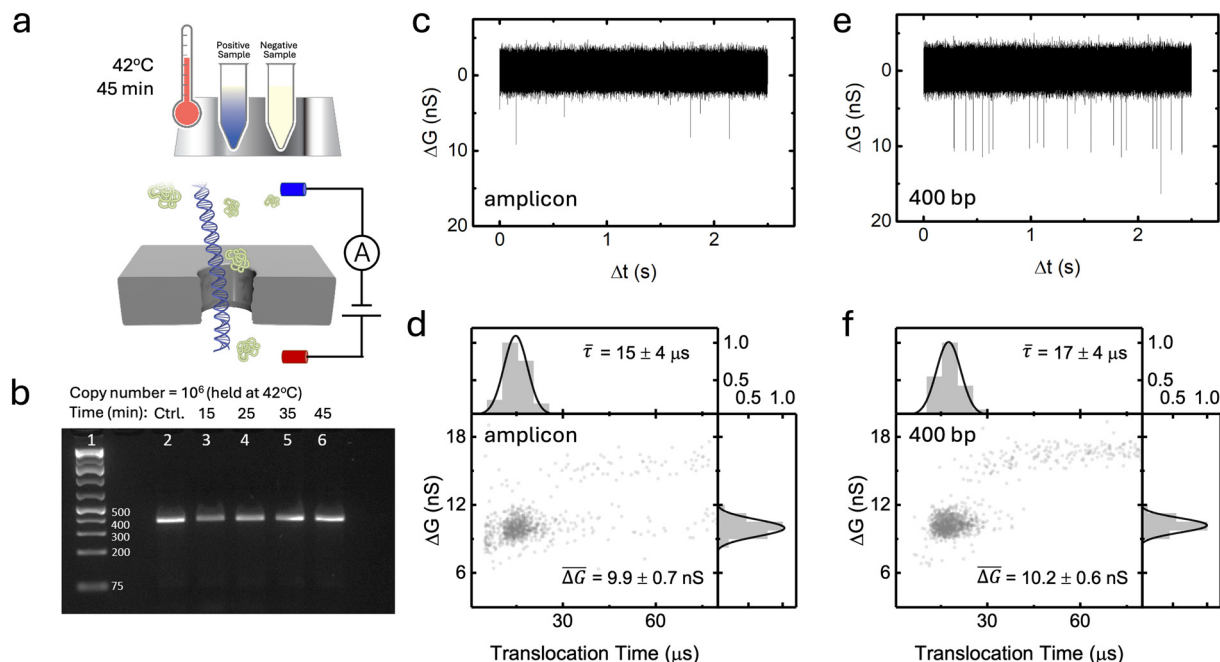 a
42°C
45 min
Positive
Sample
Negative
Sample
A
b
Copy number = 10⁶ (held at 42°C)
Time (min): Ctrl. 15 25 35 45
1 2 3 4 5 6
500
400
300
200
75
c
0
10
20
ΔG (nS)
amplicon
0 1 2
Δt (s)
d
τ̄ = 15 ± 4 μs
1.0
0.5
0.5 1.0
amplicon
18
12
6
ΔG (nS)
Δ̅G̅ = 9.9 ± 0.7 nS
30 60
Translocation Time (μs)
e
0
10
20
ΔG (nS)
400 bp
0 1 2
Δt (s)
f
τ̄ = 17 ± 4 μs
1.0
0.5
0.5 1.0
400 bp
18
12
6
ΔG (nS)
Δ̅G̅ = 10.2 ± 0.6 nS
30 60
Translocation Time (μs)